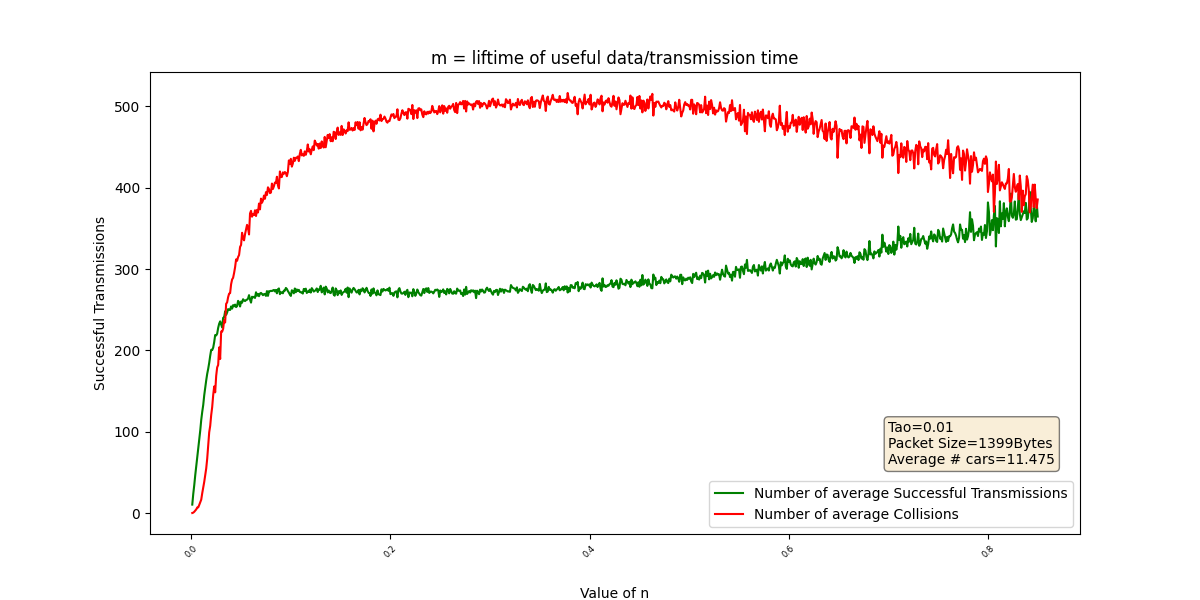 m = liftime of useful data/transmission time
Successful Transmissions
500
400
300
200
100
0
0.0
0.2
0.4
0.6
0.8
Value of n
Tao=0.01
Packet Size=1399Bytes
Average # cars=11.475
Number of average Successful Transmissions
Number of average Collisions